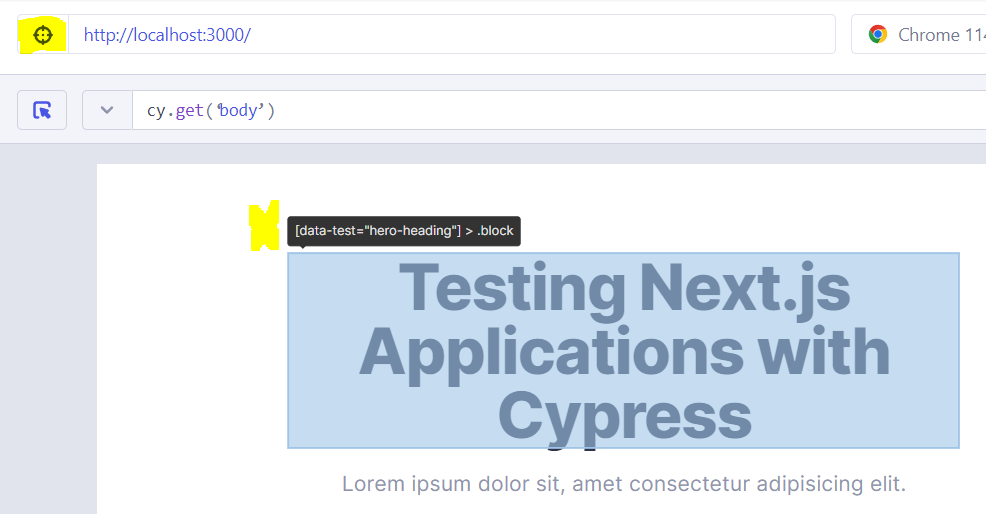 http://localhost:3000/
Chrome 114
cy.get(‘body’)
[data-test="hero-heading"] > .block
Testing Next.js
Applications with
Cypress
Lorem ipsum dolor sit, amet consectetur adipisicing elit.